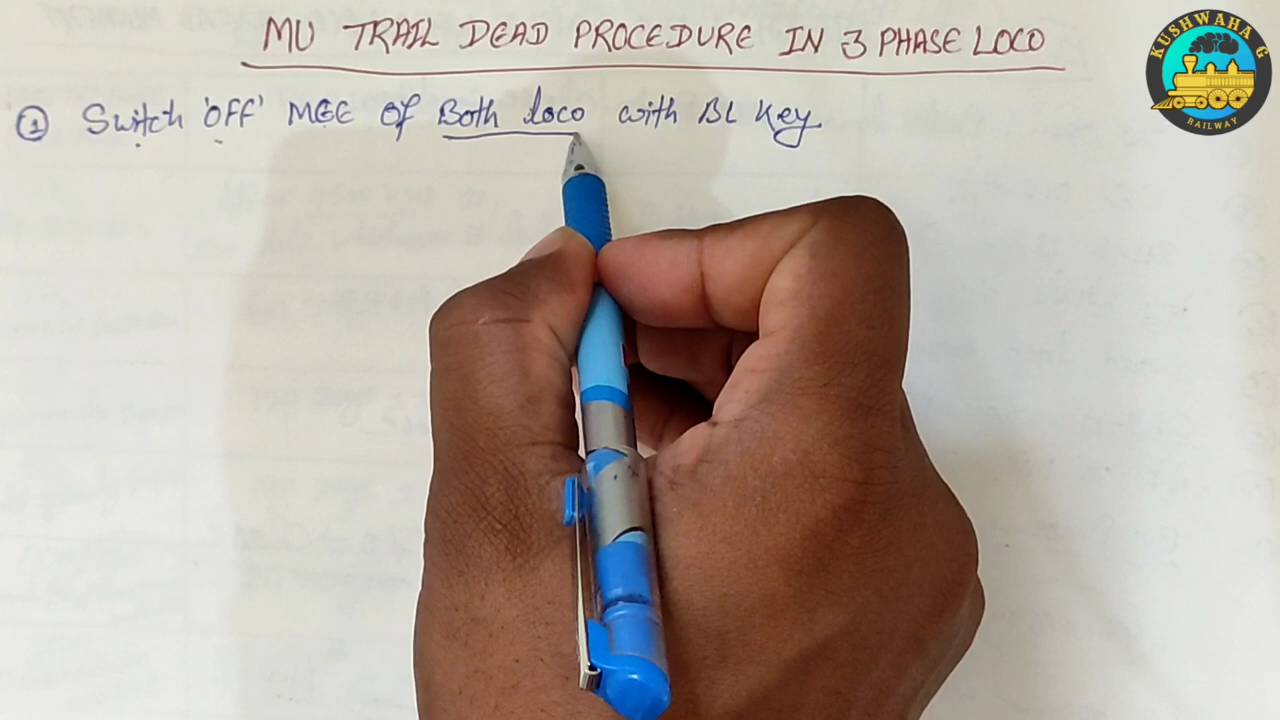 MU TRAIL DEAD PROCEDURE IN 3 PHASE LOCO
① Switch 'OFF' MCE Of Both loco with BL Key
KUSHWAHA G
RAILWAY